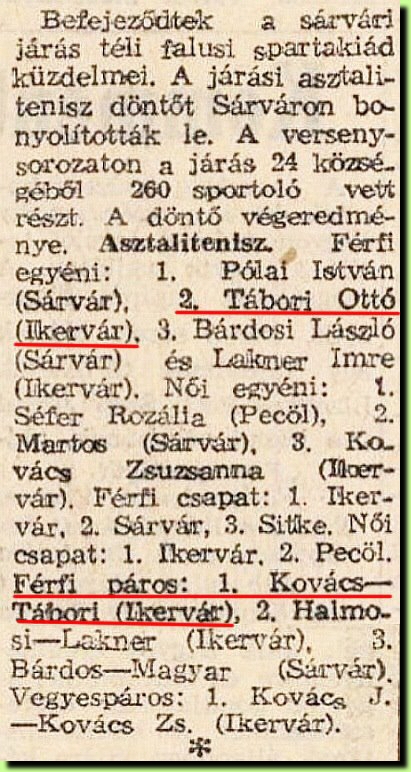 Befejeződtek a sárvári
járás téli falusi spartakiád
küzdelmei. A járási asztali-
tenisz döntőt Sárváron bo-
nyolították le. A verseny-
sorozaton a járás 24 közsé-
géből 260 sportoló vett
részt. A döntő végeredmé-
nye. Asztalitenisz. Férfi
egyéni: 1. Pólai István
(Sárvár), 2. Tábori Ottó
(Ikervár), 3. Bárdosi László
(Sárvár) és Lakner Imre
(Ikervár). Női egyéni: 1.
Séfer Rozália (Pecöl), 2.
Martos (Sárvár), 3. Ko-
vács Zsuzsanna (Iker-
vár). Férfi csapat: 1. Iker-
vár, 2. Sárvár, 3. Sitke. Női
csapat: 1. Ikervár, 2. Pecöl.
Férfi páros: 1. Kovács—
Tábori (Ikervár), 2. Halmo-
si—Lakner (Ikervár), 3.
Bárdos—Magyar (Sárvár).
Vegyespáros: 1. Kovács J.
—Kovács Zs. (Ikervár).
*